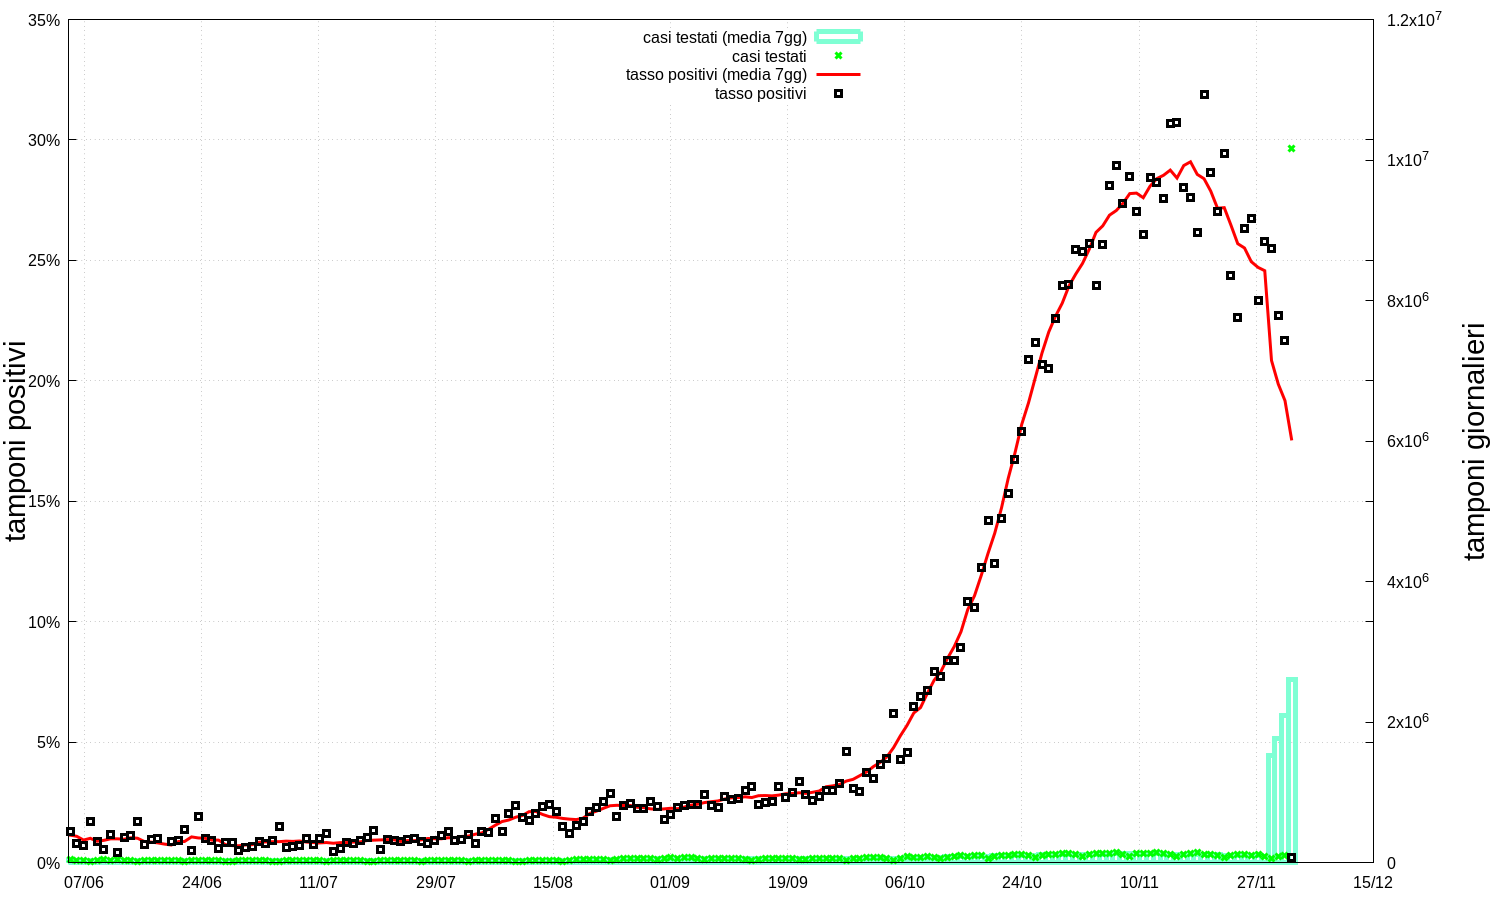 casi testati (media 7gg)
casi testati
tasso positivi (media 7gg)
tasso positivi
tamponi positivi
35%
30%
25%
20%
15%
10%
5%
0%
tamponi giornalieri
1.2x10⁷
1x10⁷
8x10⁶
6x10⁶
4x10⁶
2x10⁶
0
07/06 24/06 11/07 29/07 15/08 01/09 19/09 06/10 24/10 10/11 27/11 15/12